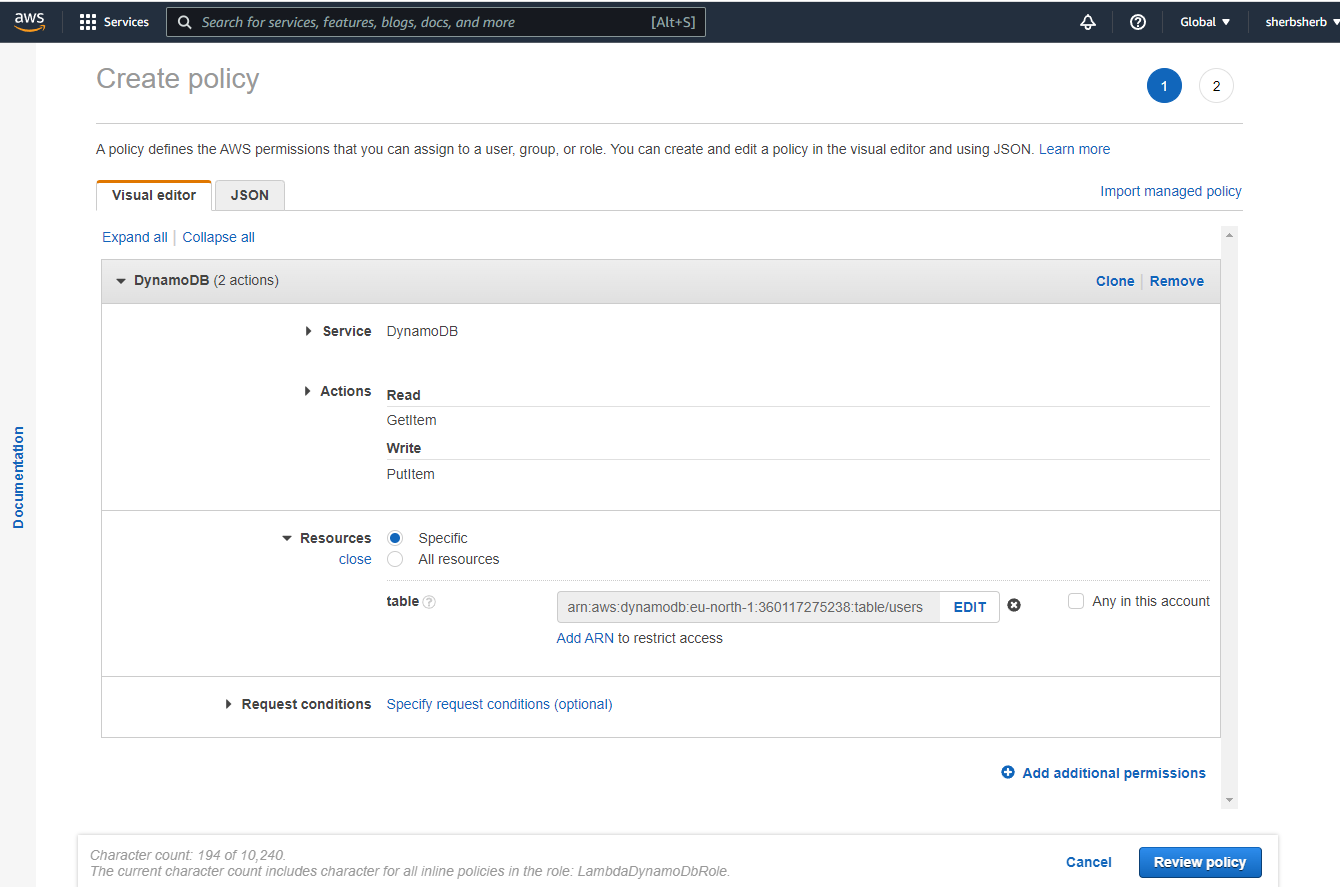 aws Services Search for services, features, blogs, docs, and more [Alt+S] Global sherbsherb
Create policy
1 2
A policy defines the AWS permissions that you can assign to a user, group, or role. You can create and edit a policy in the visual editor and using JSON. Learn more
Visual editor JSON Import managed policy
Expand all Collapse all
DynamoDB (2 actions) Clone Remove
Service DynamoDB
Actions Read
GetItem
Write
PutItem
Documentation
Resources Specific
close All resources
table ? arn:aws:dynamodb:eu-north-1:360117275238:table/users EDIT Any in this account
Add ARN to restrict access
Request conditions Specify request conditions (optional)
Add additional permissions
Character count: 194 of 10,240.
The current character count includes character for all inline policies in the role: LambdaDynamoDbRole.
Cancel Review policy